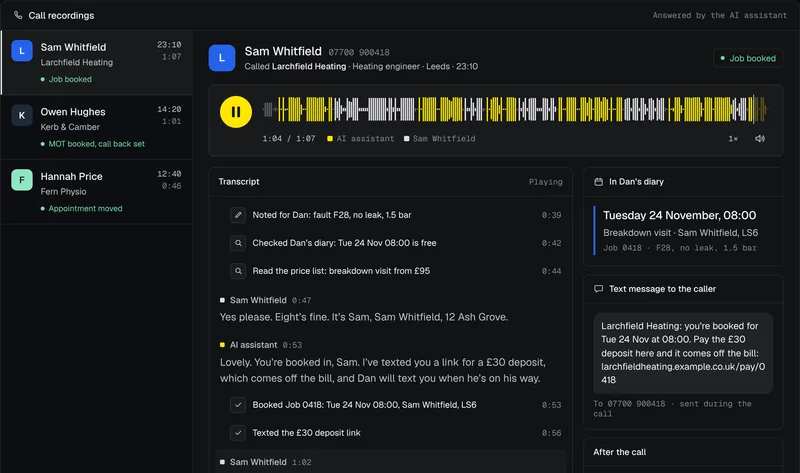 Call recordings
Answered by the AI assistant
L
Sam Whitfield
23:10
Larchfield Heating
1:07
Job booked
K
Owen Hughes
14:20
Kerb & Camber
1:01
MOT booked, call back set
F
Hannah Price
12:40
Fern Physio
0:46
Appointment moved
L
Sam Whitfield 07700 900418
Called Larchfield Heating · Heating engineer · Leeds · 23:10
Job booked
1:04 / 1:07
AI assistant
Sam Whitfield
1×
Transcript
Playing
Noted for Dan: fault F28, no leak, 1.5 bar
0:39
Checked Dan’s diary: Tue 24 Nov 08:00 is free
0:42
Read the price list: breakdown visit from £95
0:44
Sam Whitfield 0:47
Yes please. Eight’s fine. It’s Sam, Sam Whitfield, 12 Ash Grove.
AI assistant 0:53
Lovely. You’re booked in, Sam. I’ve texted you a link for a £30 deposit,
which comes off the bill, and Dan will text you when he’s on his way.
Booked Job 0418: Tue 24 Nov 08:00, Sam Whitfield, LS6
0:53
Texted the £30 deposit link
0:56
Sam Whitfield 1:02
In Dan’s diary
Tuesday 24 November, 08:00
Breakdown visit · Sam Whitfield, LS6
Job 0418 · F28, no leak, 1.5 bar
Text message to the caller
Larchfield Heating: you’re booked for
Tue 24 Nov at 08:00. Pay the £30
deposit here and it comes off the bill:
larchfieldheating.example.co.uk/pay/0
418
To 07700 900418 · sent during the
call
After the call